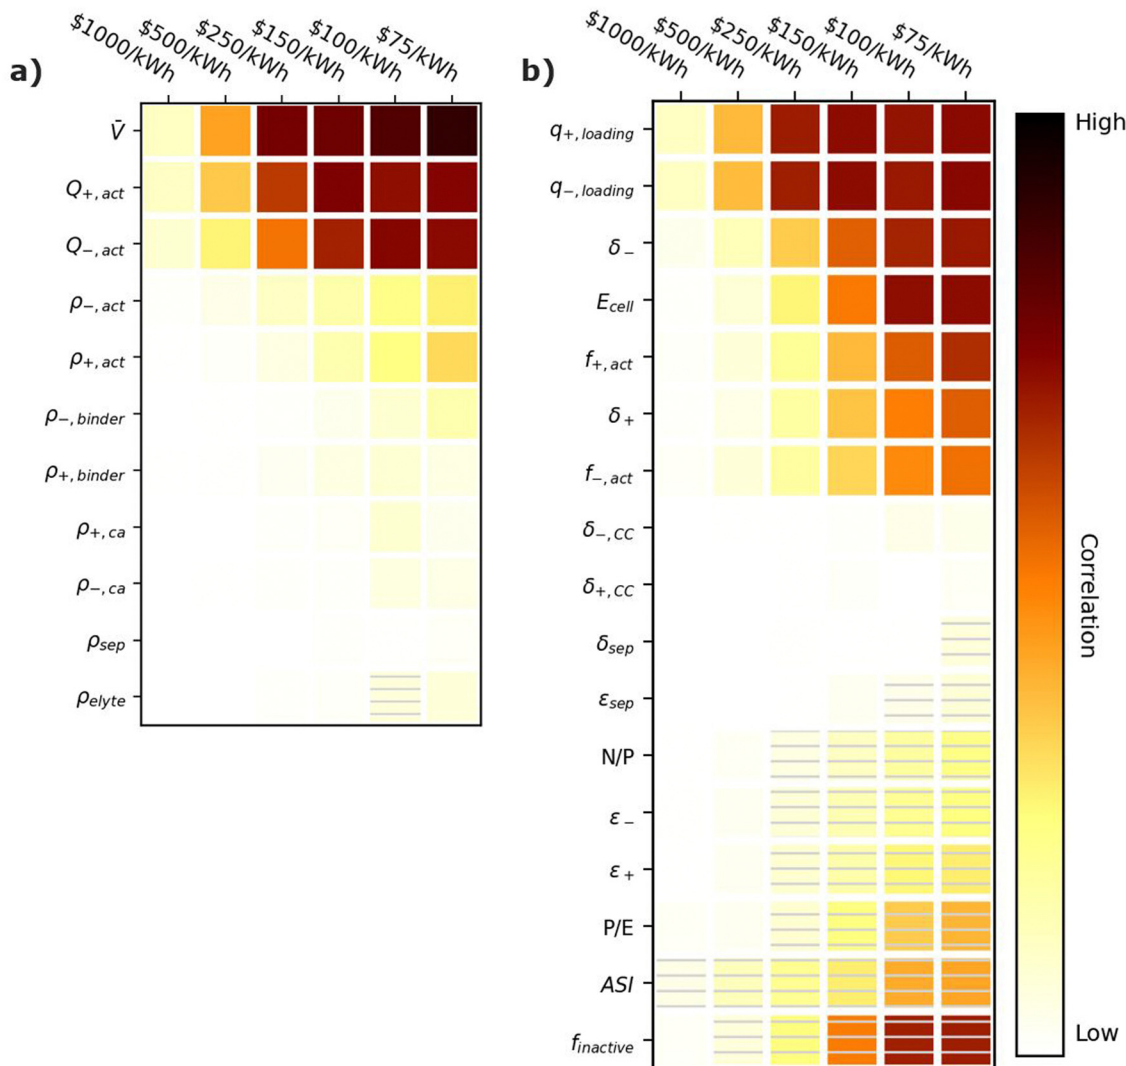 a)
$1000/kWh
$500/kWh
$250/kWh
$150/kWh
$100/kWh
$75/kWh
V̄
Q+,act
Q−,act
ρ−,act
ρ+,act
ρ−,binder
ρ+,binder
ρ+,ca
ρ−,ca
ρsep
ρelyte
b)
$1000/kWh
$500/kWh
$250/kWh
$150/kWh
$100/kWh
$75/kWh
q+,loading
q−,loading
δ−
Ecell
f+,act
δ+
f−,act
δ−,CC
δ+,CC
δsep
εsep
N/P
ε−
ε+
P/E
ASI
finactive
High
Correlation
Low